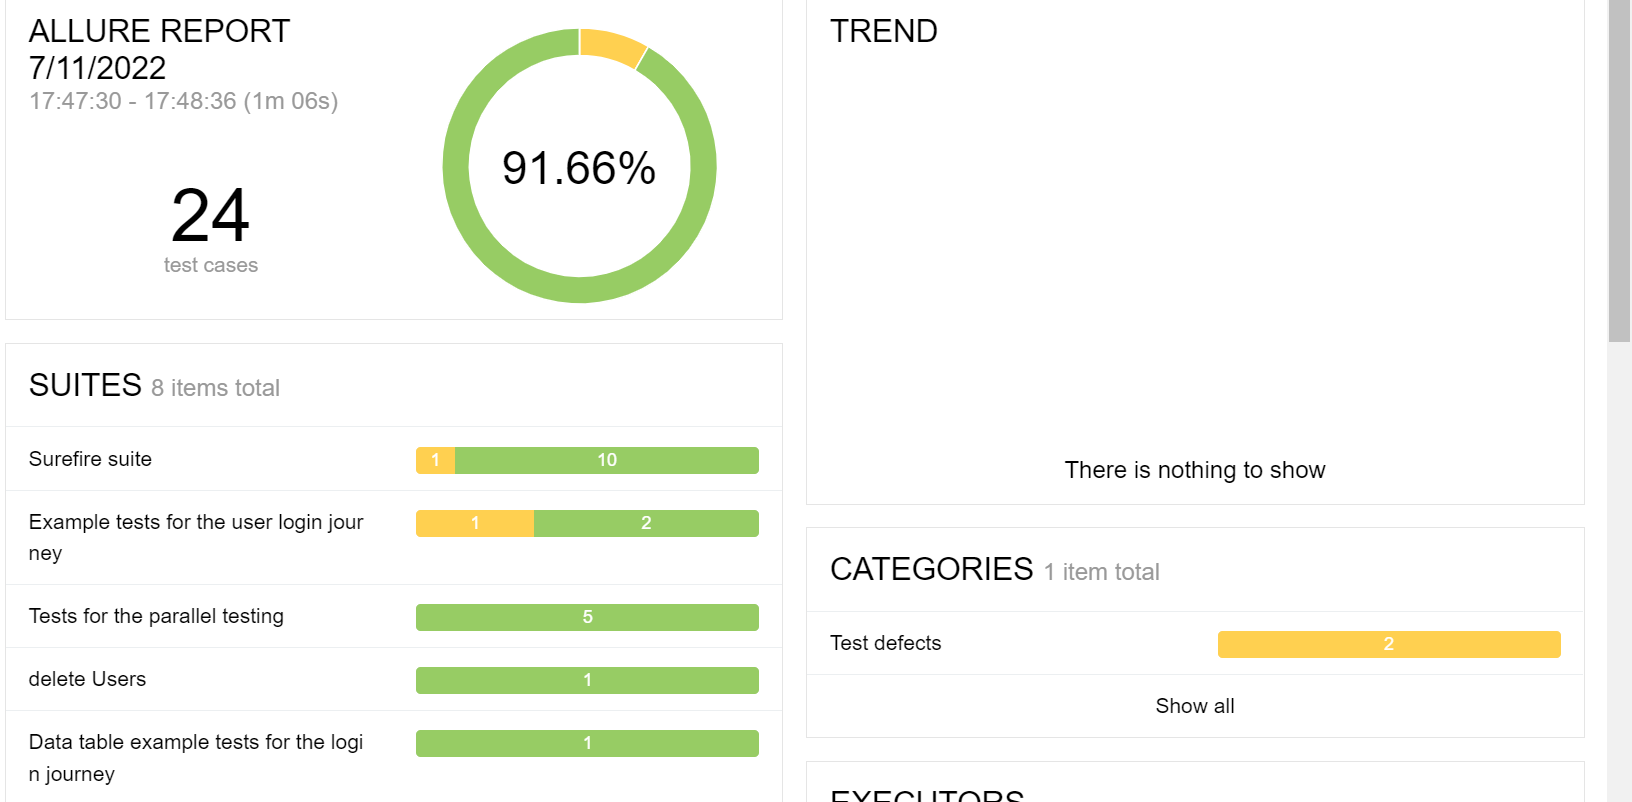 ALLURE REPORT
7/11/2022
17:47:30 - 17:48:36 (1m 06s)
24
test cases
91.66%
SUITES 8 items total
Surefire suite
1 10
Example tests for the user login jour
ney
1 2
Tests for the parallel testing
5
delete Users
1
Data table example tests for the logi
n journey
1
TREND
There is nothing to show
CATEGORIES 1 item total
Test defects
2
Show all
EXECUTORS